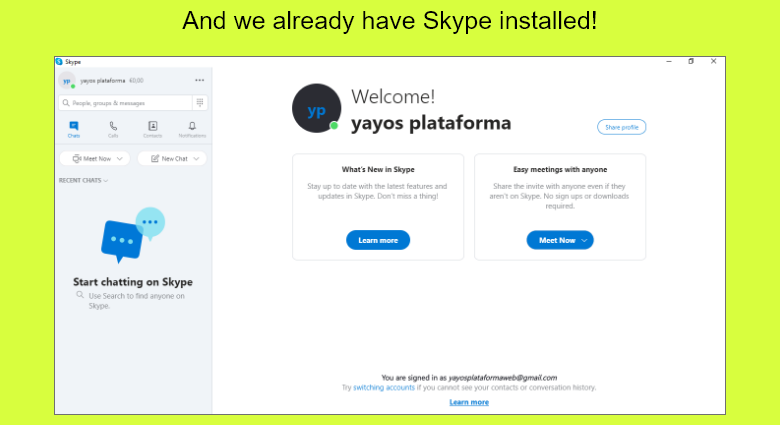 And we already have Skype installed!
Skype
yp
yayos plataforma €0,00
People, groups & messages
Chats Calls Contacts Notifications
Meet Now New Chat
RECENT CHATS
Start chatting on Skype
Use Search to find anyone on
Skype.
yp
Welcome!
yayos plataforma
Share profile
What's New in Skype
Stay up to date with the latest features and
updates in Skype. Don't miss a thing!
Learn more
Easy meetings with anyone
Share the invite with anyone even if they
aren't on Skype. No sign ups or downloads
required.
Meet Now
You are signed in as yayosplataformaweb@gmail.com
Try switching accounts if you cannot see your contacts or conversation history.
Learn more